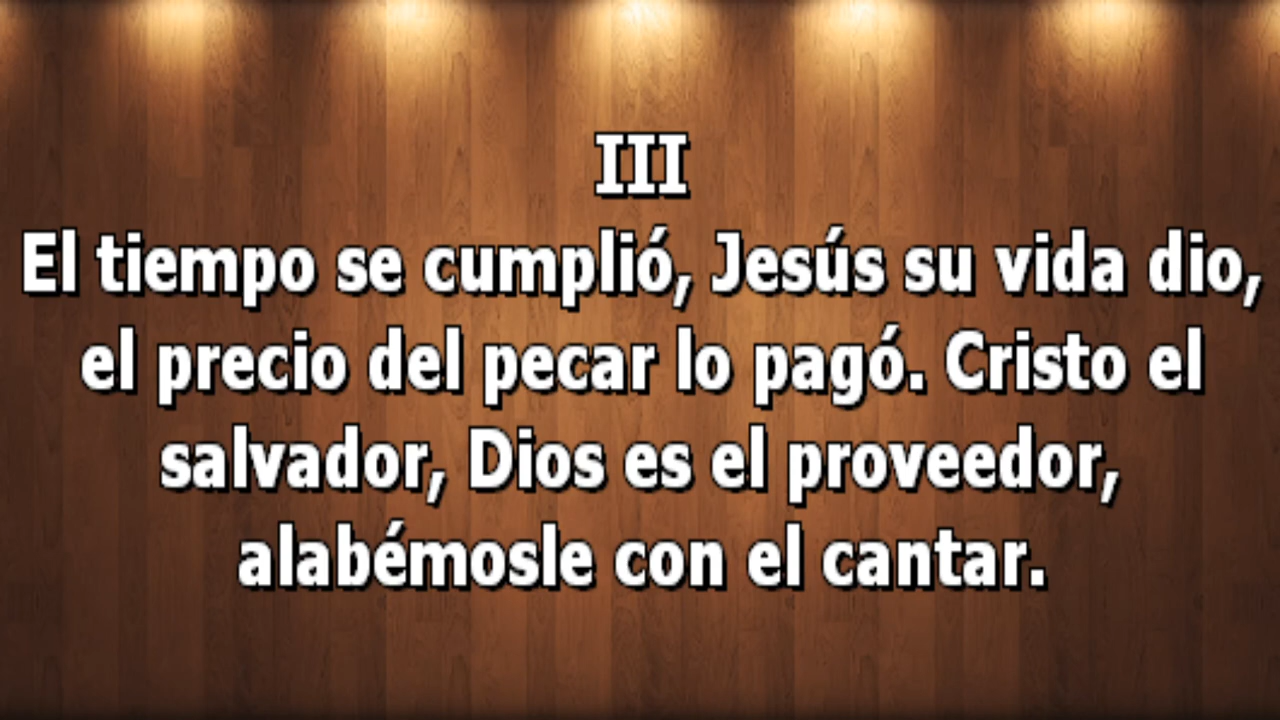 III
El tiempo se cumplió, Jesús su vida dio,
el precio del pecar lo pagó. Cristo el
salvador, Dios es el proveedor,
alabémosle con el cantar.